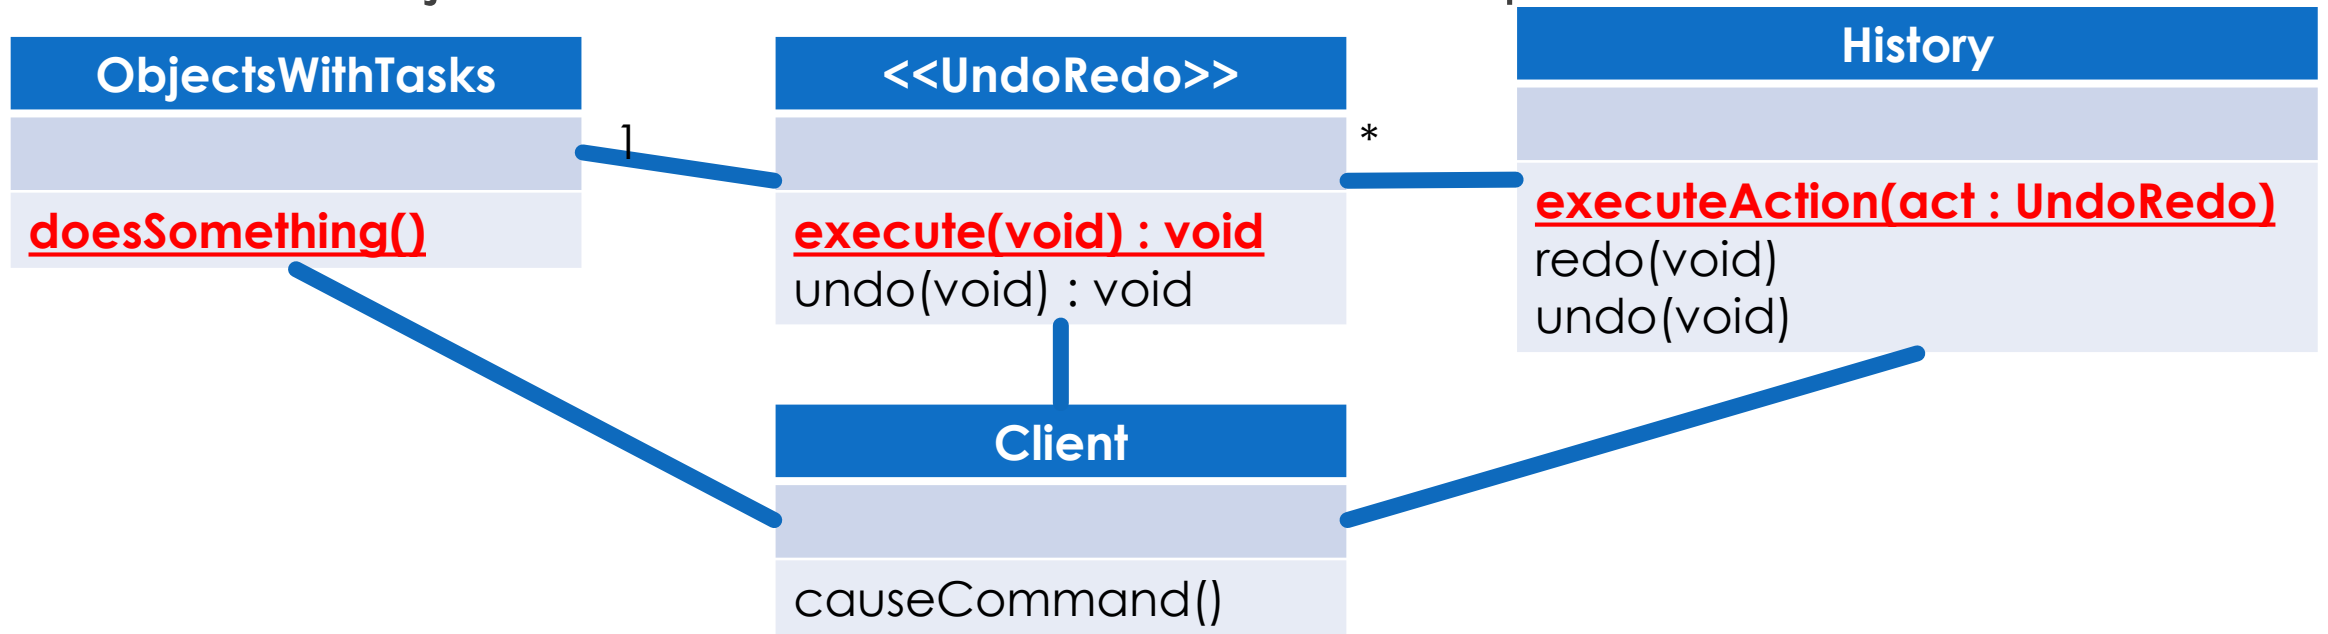 ObjectsWithTasks
doesSomething()
1
<<UndoRedo>>
execute(void) : void
undo(void) : void
*
History
executeAction(act : UndoRedo)
redo(void)
undo(void)
Client
causeCommand()